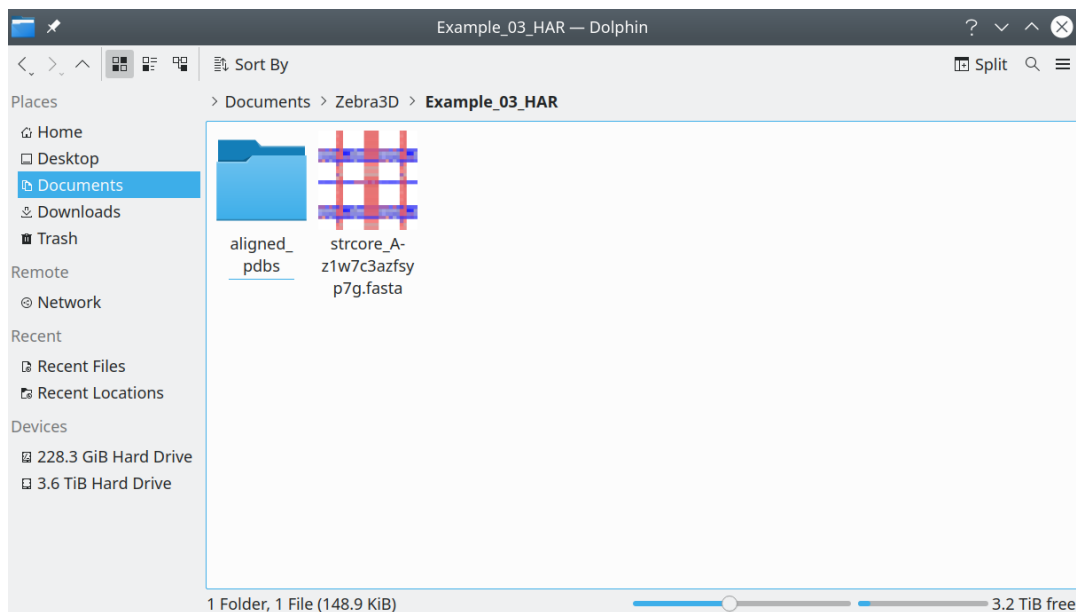 Example_03_HAR — Dolphin
Sort By
Split
Places
> Documents > Zebra3D > Example_03_HAR
Home
Desktop
Documents
Downloads
Trash
Remote
Network
Recent
Recent Files
Recent Locations
Devices
228.3 GiB Hard Drive
3.6 TiB Hard Drive
aligned_
pdbs
strcore_A-
z1w7c3azfsy
p7g.fasta
1 Folder, 1 File (148.9 KiB)
3.2 TiB free